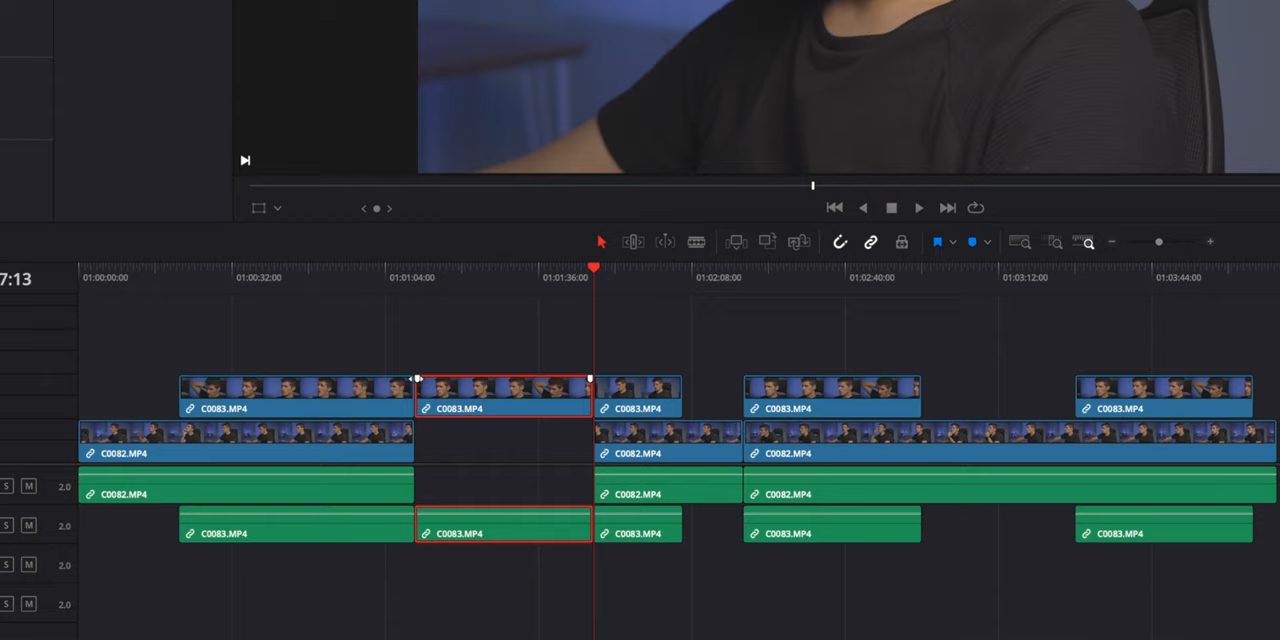 7:13
01:00:00:00 01:00:32:00 01:01:04:00 01:01:36:00 01:02:08:00 01:02:40:00 01:03:12:00 01:03:44:00
C0083.MP4 C0083.MP4 C0083.MP4 C0083.MP4 C0083.MP4
C0082.MP4 C0082.MP4 C0082.MP4
S M 2.0 C0082.MP4 C0082.MP4 C0082.MP4
S M 2.0 C0083.MP4 C0083.MP4 C0083.MP4 C0083.MP4 C0083.MP4
S M 2.0
S M 2.0